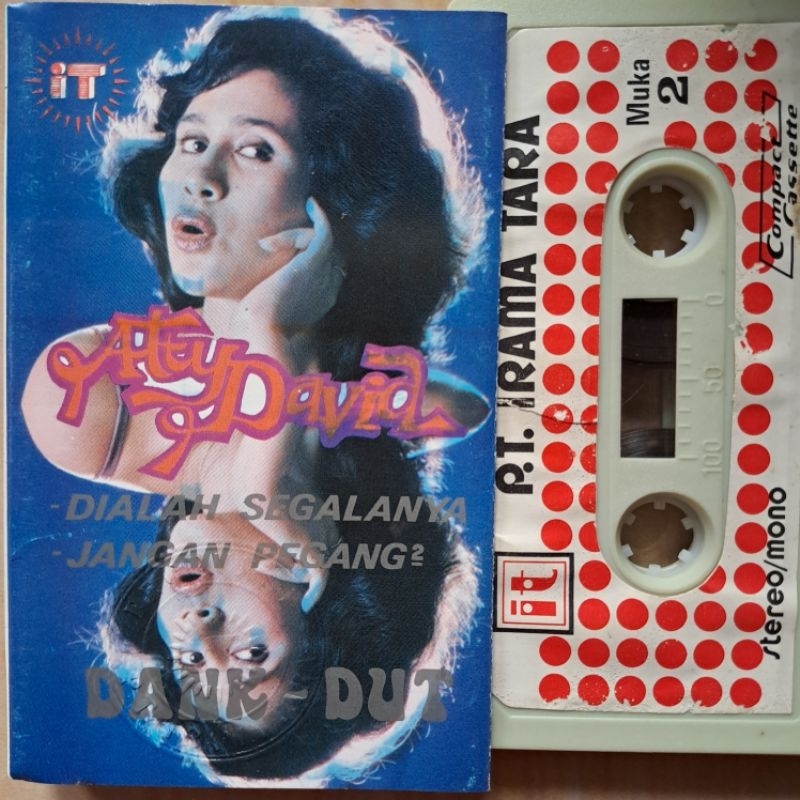 iT
Atty David
- DIALAH SEGALANYA
- JANGAN PEGANG²
DANK - DUT
P.T. IRAMA TARA
it
Muka
2
Compact
Cassette
0
50
100
stereo/mono